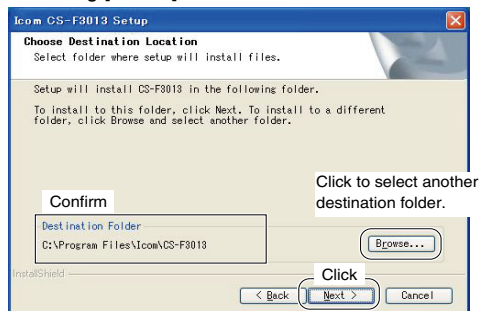 Icom CS-F3013 Setup
Choose Destination Location
Select folder where setup will install files.
Setup will install CS-F3013 in the following folder.
To install to this folder, click Next. To install to a different
folder, click Browse and select another folder.
Click to select another
destination folder.
Confirm
Destination Folder
C:\Program Files\Icom\CS-F3013
Browse...
InstallShield
Click
< Back
Next >
Cancel